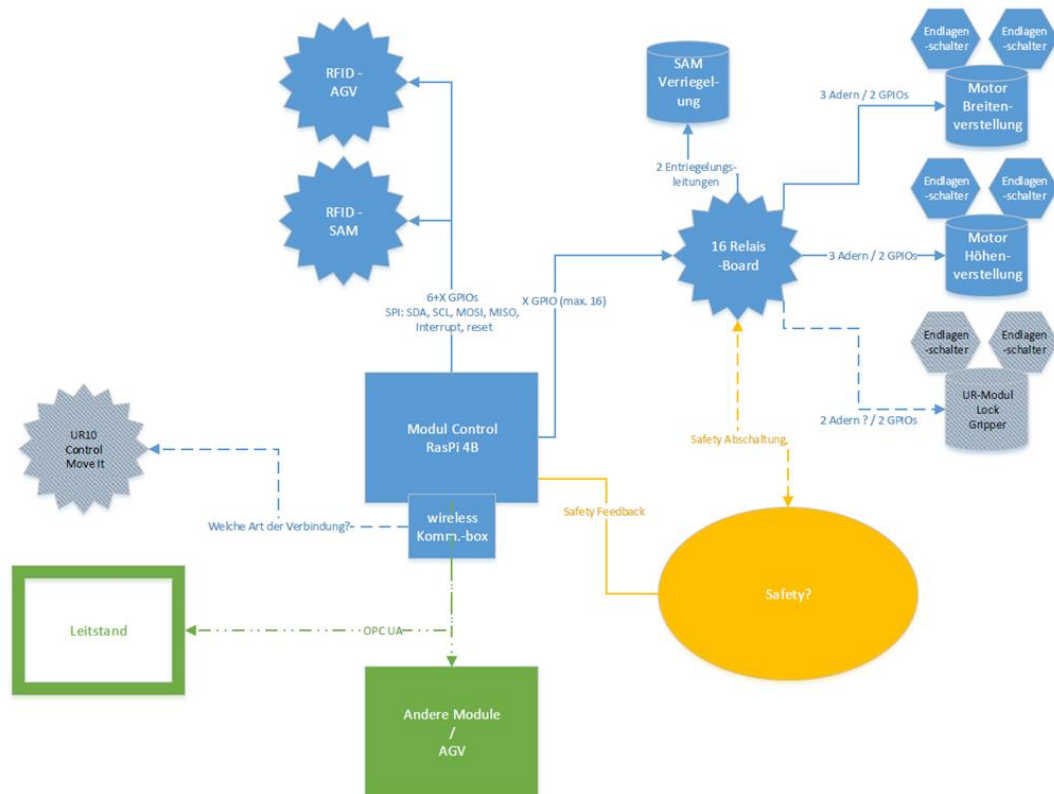 RFID -
AGV
RFID -
SAM
6+X GPIOs
SPI: SDA, SCL, MOSI, MISO,
Interrupt, reset
X GPIO (max. 16)
SAM
Verriegel-
ung
2 Entriegelungs-
leitungen
16 Relais
-Board
3 Adern / 2 GPIOs
Endlagen
-schalter
Endlagen
-schalter
Motor
Breiten-
verstellung
3 Adern / 2 GPIOs
Endlagen
-schalter
Endlagen
-schalter
Motor
Höhen-
verstellung
2 Adern ? / 2 GPIOs
Endlagen
-schalter
Endlagen
-schalter
UR-Modul
Lock
Gripper
Modul Control
RasPi 4B
wireless
Komm.-box
UR10
Control
Move It
Welche Art der Verbindung?
Safety Abschaltung
Safety Feedback
Safety?
Leitstand
OPC UA
Andere Module
/
AGV